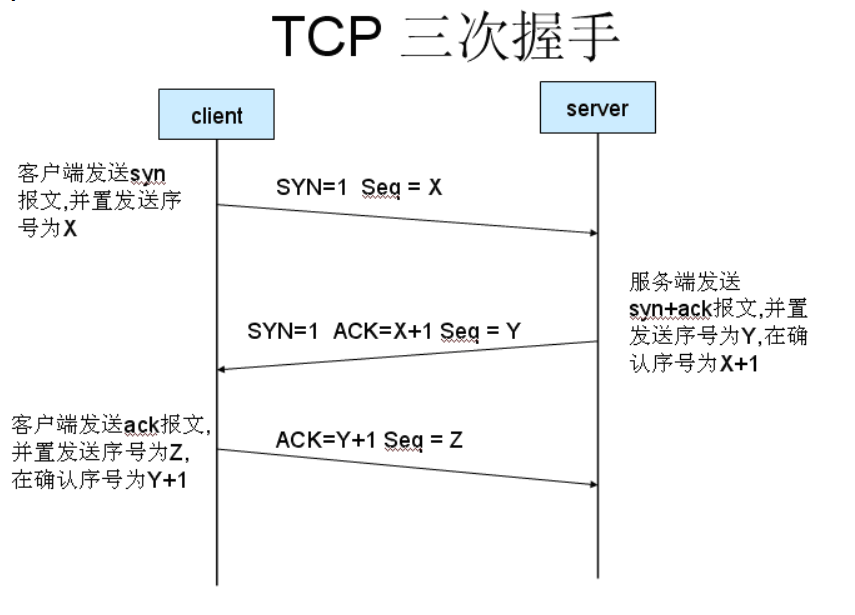 TCP 三次握手
client
server
客户端发送syn
报文,并置发送序
号为X
SYN=1 Seq = X
服务端发送
syn+ack报文,并置
发送序号为Y,在确
认序号为X+1
SYN=1 ACK=X+1 Seq = Y
客户端发送ack报文,
并置发送序号为Z,
在确认序号为Y+1
ACK=Y+1 Seq = Z